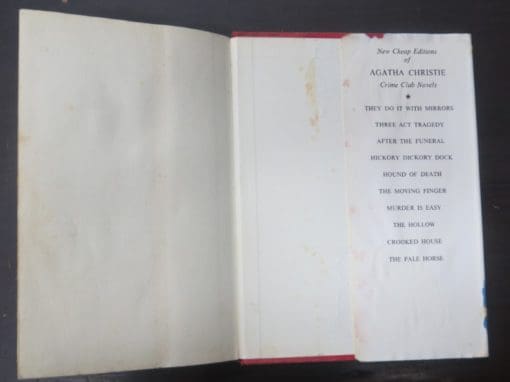 New Cheap Editions
of
AGATHA CHRISTIE
Crime Club Novels
THEY DO IT WITH MIRRORS
THREE ACT TRAGEDY
AFTER THE FUNERAL
HICKORY DICKORY DOCK
HOUND OF DEATH
THE MOVING FINGER
MURDER IS EASY
THE HOLLOW
CROOKED HOUSE
THE PALE HORSE